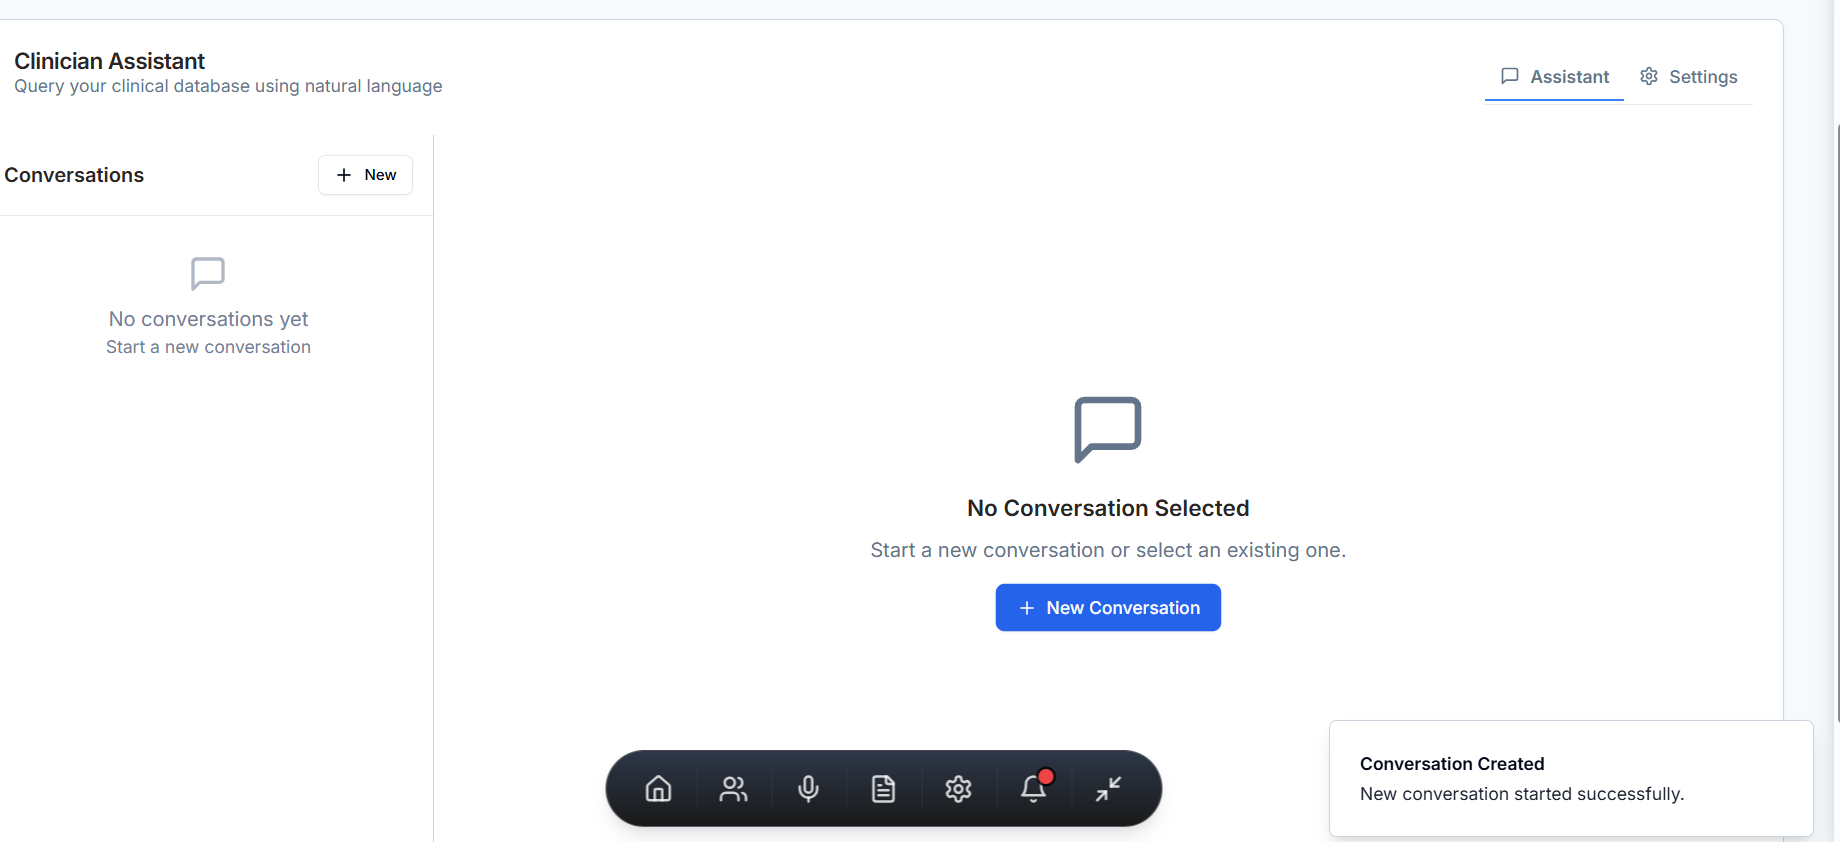 Clinician Assistant
Query your clinical database using natural language
Assistant
Settings
Conversations
New
No conversations yet
Start a new conversation
No Conversation Selected
Start a new conversation or select an existing one.
New Conversation
Conversation Created
New conversation started successfully.